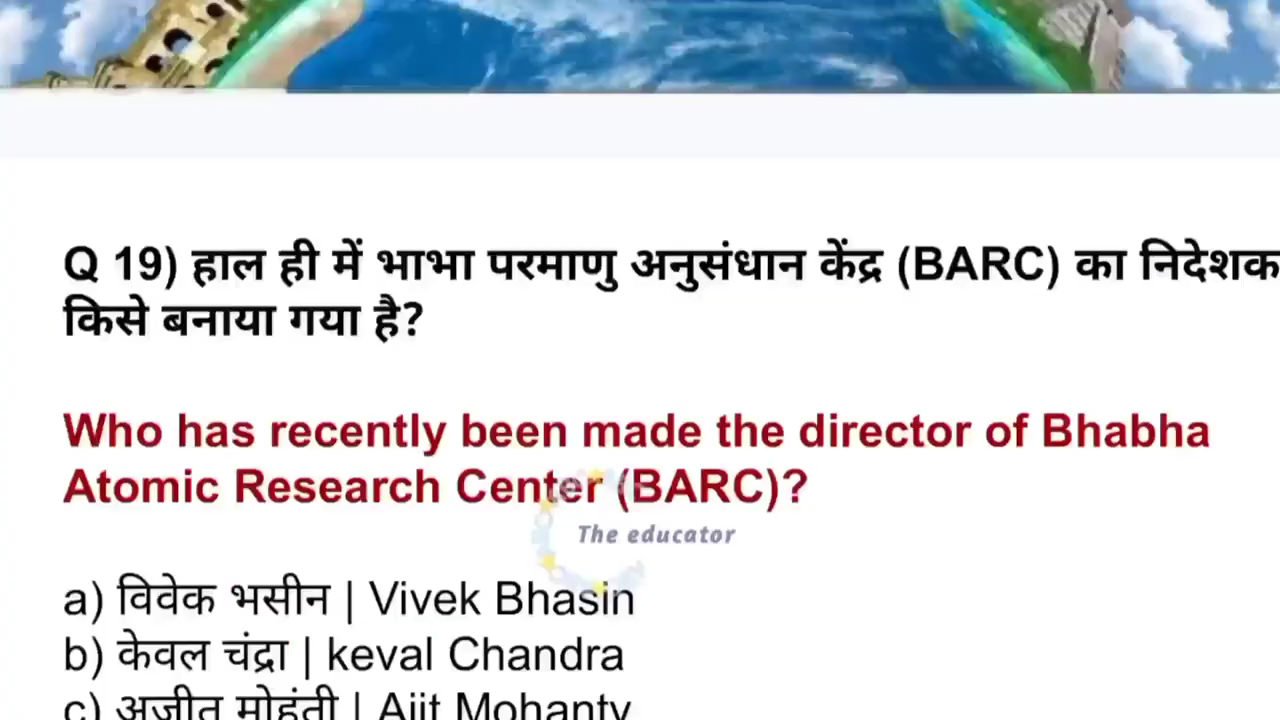 Q 19) हाल ही में भाभा परमाणु अनुसंधान केंद्र (BARC) का निदेशक
किसे बनाया गया है?
Who has recently been made the director of Bhabha
Atomic Research Center (BARC)?
The educator
a) विवेक भसीन | Vivek Bhasin
b) केवल चंद्रा | keval Chandra
c) अजीत मोहंती | Ajit Mohanty